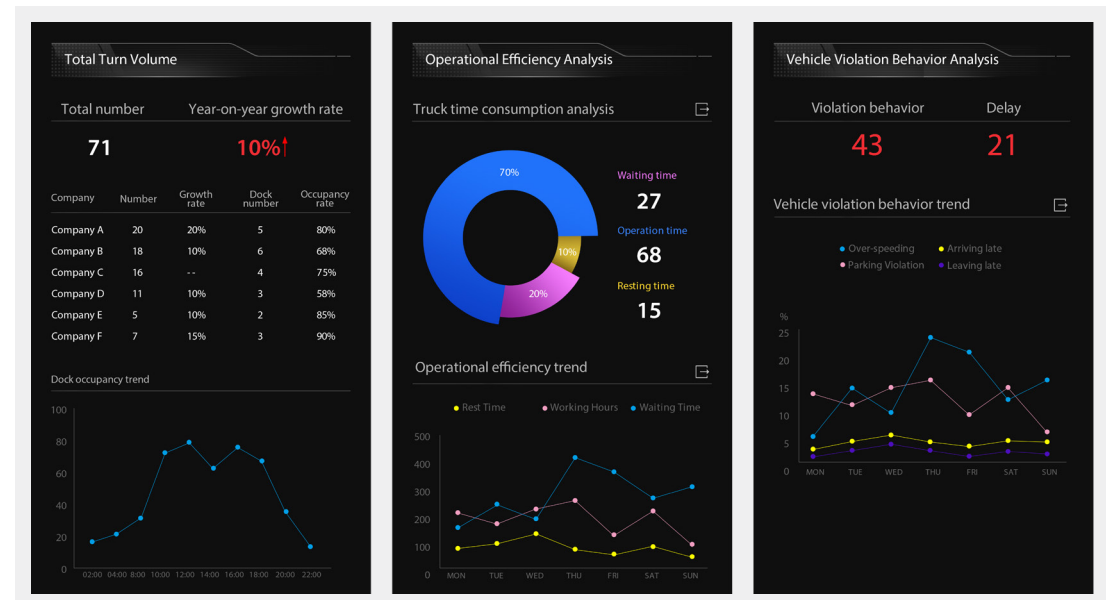 Total Turn Volume
Total number Year-on-year growth rate
71 10%
Company Number Growth rate Dock number Occupancy rate
Company A 20 20% 5 80%
Company B 18 10% 6 68%
Company C 16 -- 4 75%
Company D 11 10% 3 58%
Company E 5 10% 2 85%
Company F 7 15% 3 90%
Dock occupancy trend
100
80
60
40
20
0
02:00 04:00 8:00 10:00 12:00 14:00 16:00 18:00 20:00 22:00
Operational Efficiency Analysis
Truck time consumption analysis
70%
10%
20%
Waiting time
27
Operation time
68
Resting time
15
Operational efficiency trend
Rest Time Working Hours Waiting Time
500
400
300
200
100
0
MON TUE WED THU FRI SAT SUN
Vehicle Violation Behavior Analysis
Violation behavior Delay
43 21
Vehicle violation behavior trend
Over-speeding Arriving late
Parking Violation Leaving late
%
25
20
15
10
5
0
MON TUE WED THU FRI SAT SUN